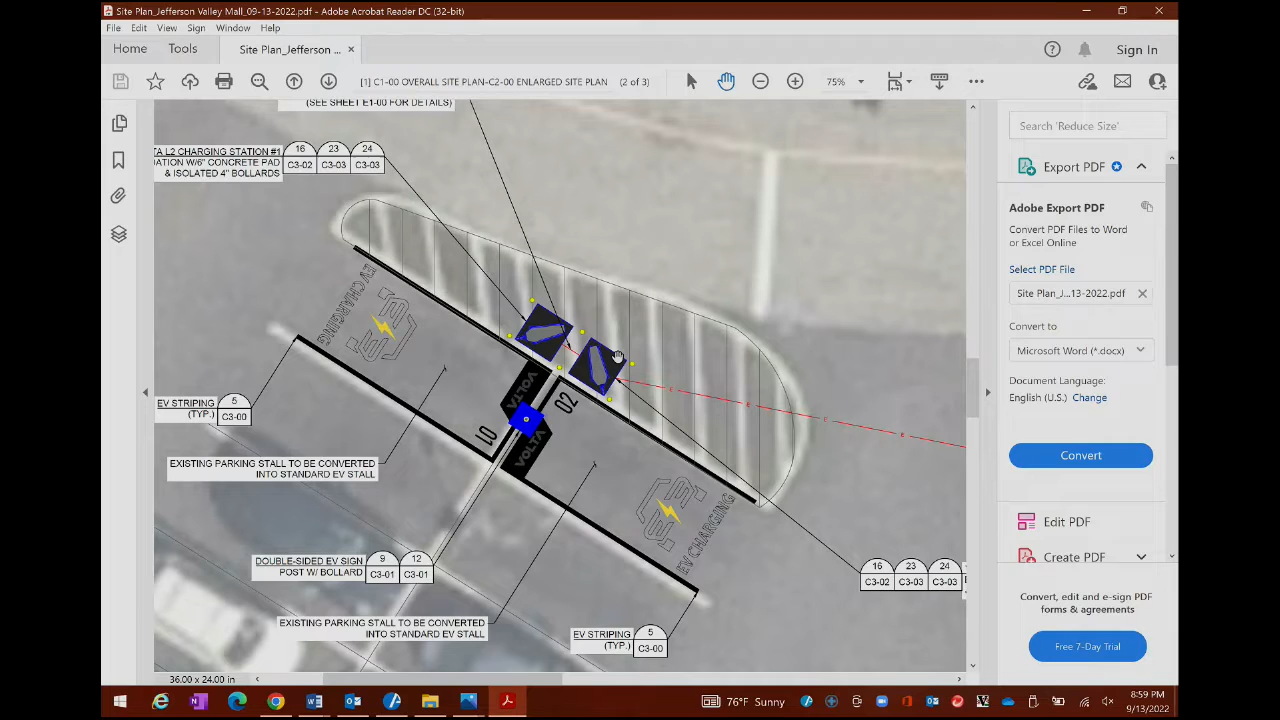 Site Plan_Jefferson Valley Mall_09-13-2022.pdf - Adobe Acrobat Reader DC (32-bit)
File Edit View Sign Window Help
Home Tools Site Plan_Jefferson ... × Sign In
[1] C1-00 OVERALL SITE PLAN-C2-00 ENLARGED SITE PLAN (2 of 3) 75%
(SEE SHEET E1-00 FOR DETAILS)
Search 'Reduce Size'
TA L2 CHARGING STATION #1
ATION W/6" CONCRETE PAD
& ISOLATED 4" BOLLARDS
16 23 24
C3-02 C3-03 C3-03
Export PDF
Adobe Export PDF
Convert PDF Files to Word
or Excel Online
Select PDF File
Site Plan_J...13-2022.pdf
Convert to
Microsoft Word (*.docx)
Document Language:
English (U.S.) Change
Convert
Edit PDF
Create PDF
Convert, edit and e-sign PDF
forms & agreements
Free 7-Day Trial
EV CHARGING
VOLTA
01
02
VOLTA
EV CHARGING
E E E
EV STRIPING
(TYP.)
5
C3-00
EXISTING PARKING STALL TO BE CONVERTED
INTO STANDARD EV STALL
DOUBLE-SIDED EV SIGN
POST W/ BOLLARD
9 12
C3-01 C3-01
16 23 24
C3-02 C3-03 C3-03
EXISTING PARKING STALL TO BE CONVERTED
INTO STANDARD EV STALL
EV STRIPING
(TYP.)
5
C3-00
36.00 x 24.00 in
76°F Sunny
8:59 PM
9/13/2022